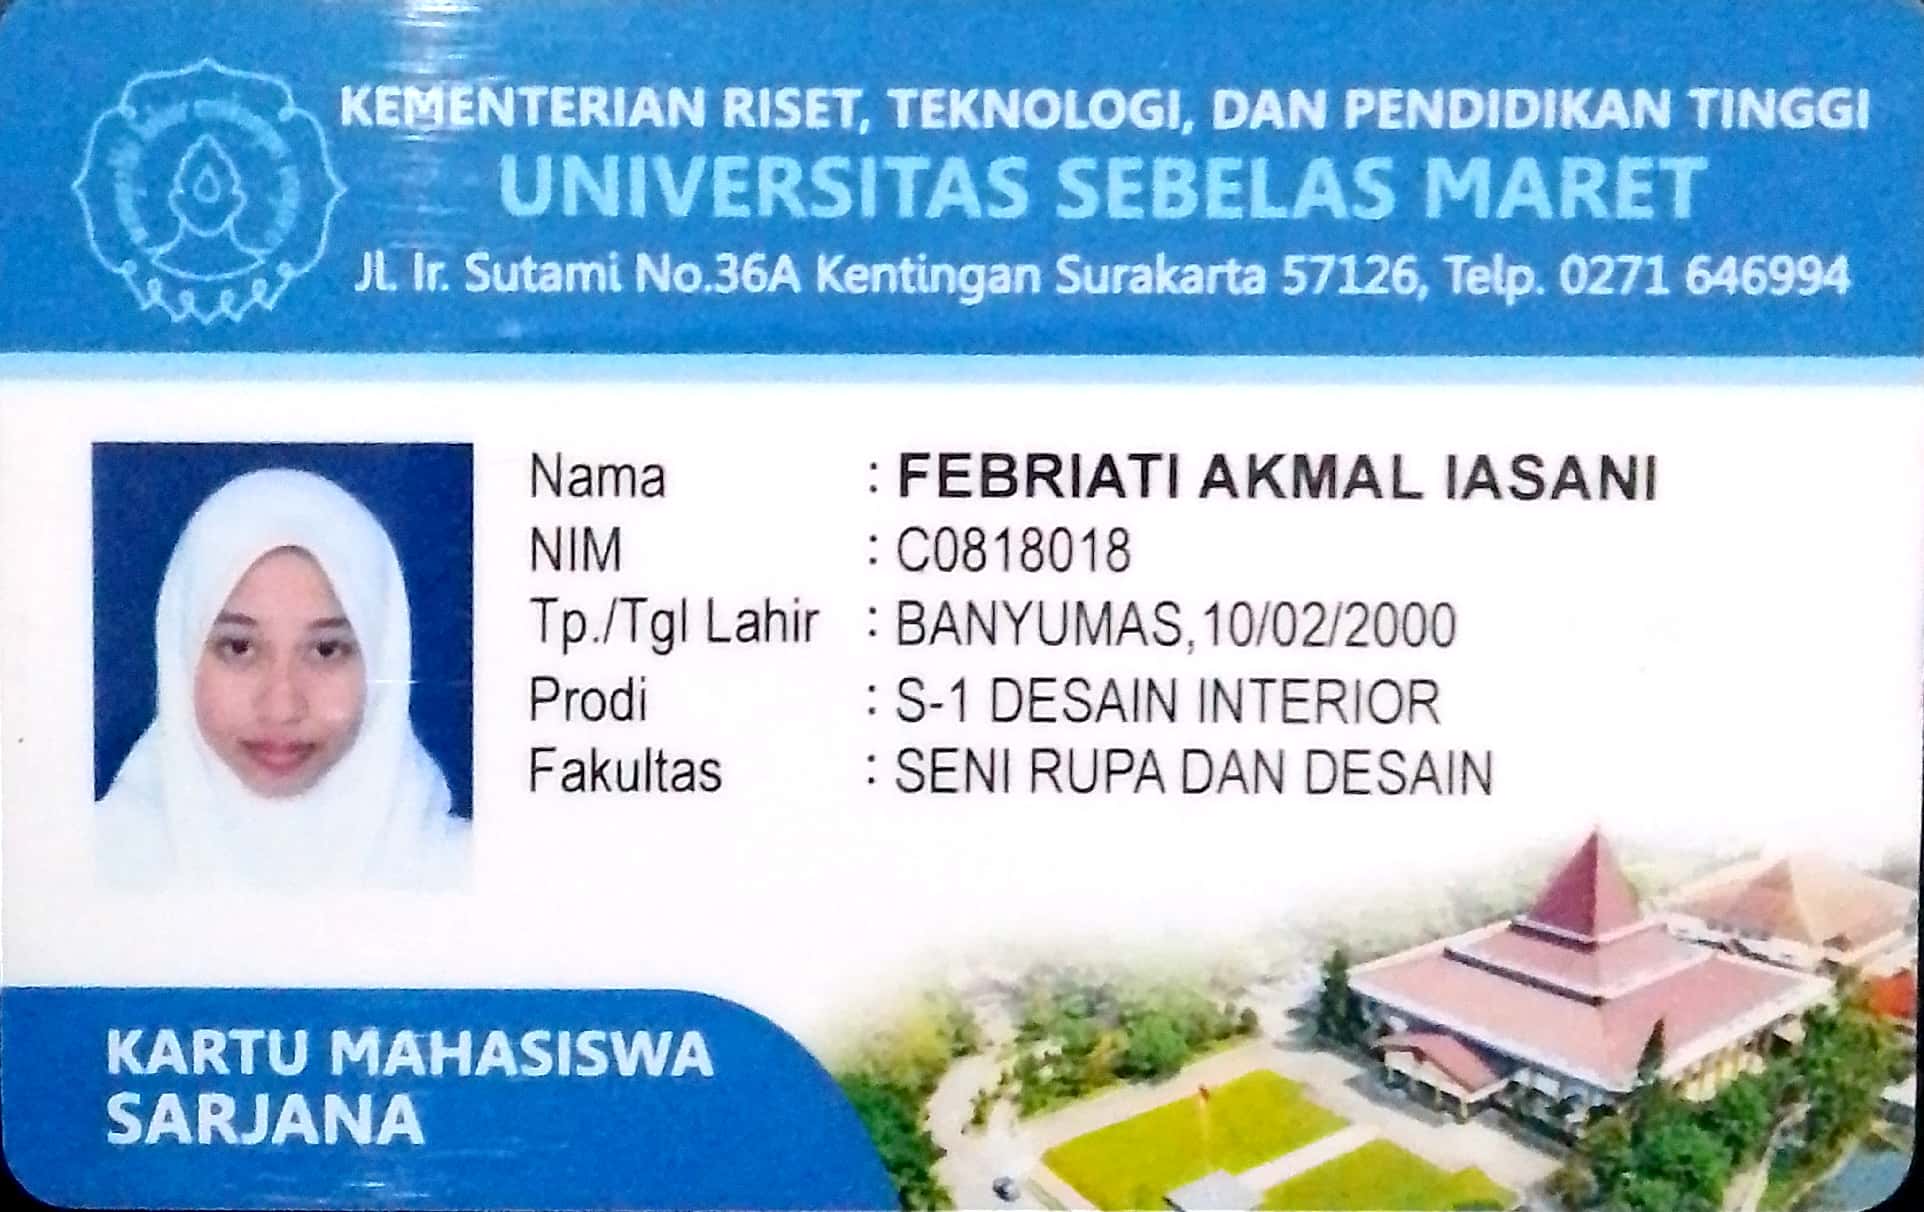 KEMENTERIAN RISET, TEKNOLOGI, DAN PENDIDIKAN TINGGI
UNIVERSITAS SEBELAS MARET
Jl. Ir. Sutami No.36A Kentingan Surakarta 57126, Telp. 0271 646994
Nama : FEBRIATI AKMAL IASANI
NIM : C0818018
Tp./Tgl Lahir : BANYUMAS, 10/02/2000
Prodi : S-1 DESAIN INTERIOR
Fakultas : SENI RUPA DAN DESAIN
KARTU MAHASISWA
SARJANA